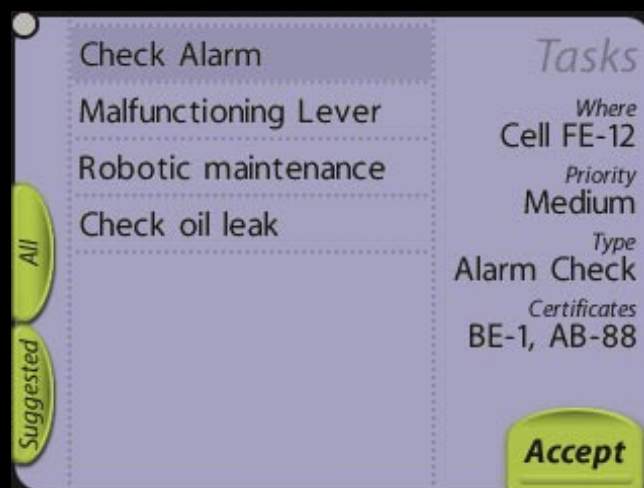 Check Alarm
Malfunctioning Lever
Robotic maintenance
Check oil leak
All
Suggested
Tasks
Where
Cell FE-12
Priority
Medium
Type
Alarm Check
Certificates
BE-1, AB-88
Accept